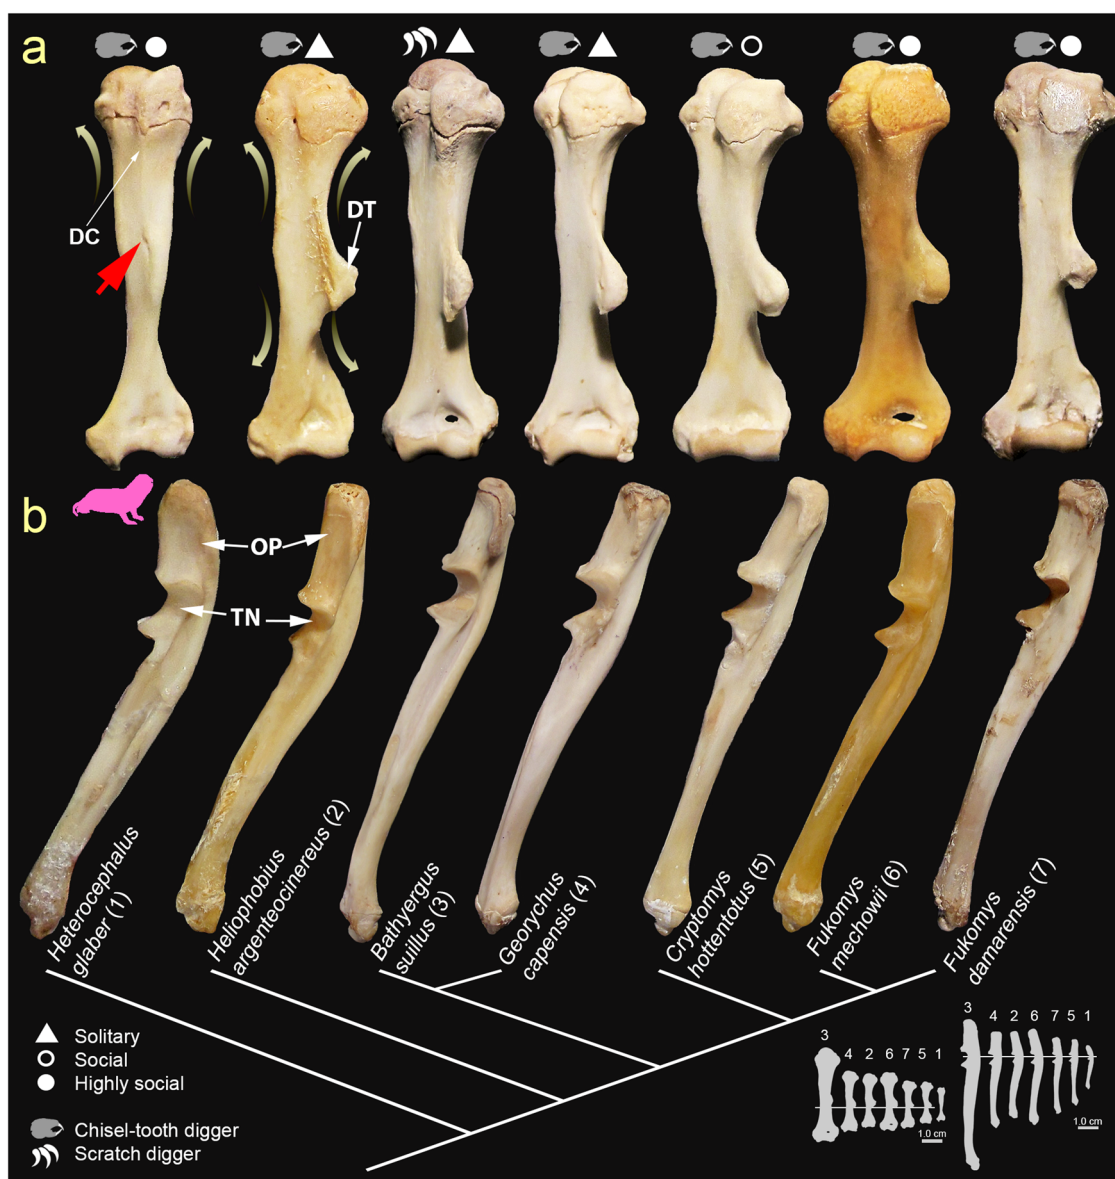 a
DC
DT
b
OP
TN
Heterocephalus
glaber (1)
Heliophobius
argenteocinereus (2)
Bathyergus
suillus (3)
Georychus
capensis (4)
Cryptomys
hottentotus (5)
Fukomys
mechowii (6)
Fukomys
damarensis (7)
Solitary
Social
Highly social
Chisel-tooth digger
Scratch digger
3
4 2 6 7 5 1
1.0 cm
3
4 2 6 7 5 1
1.0 cm